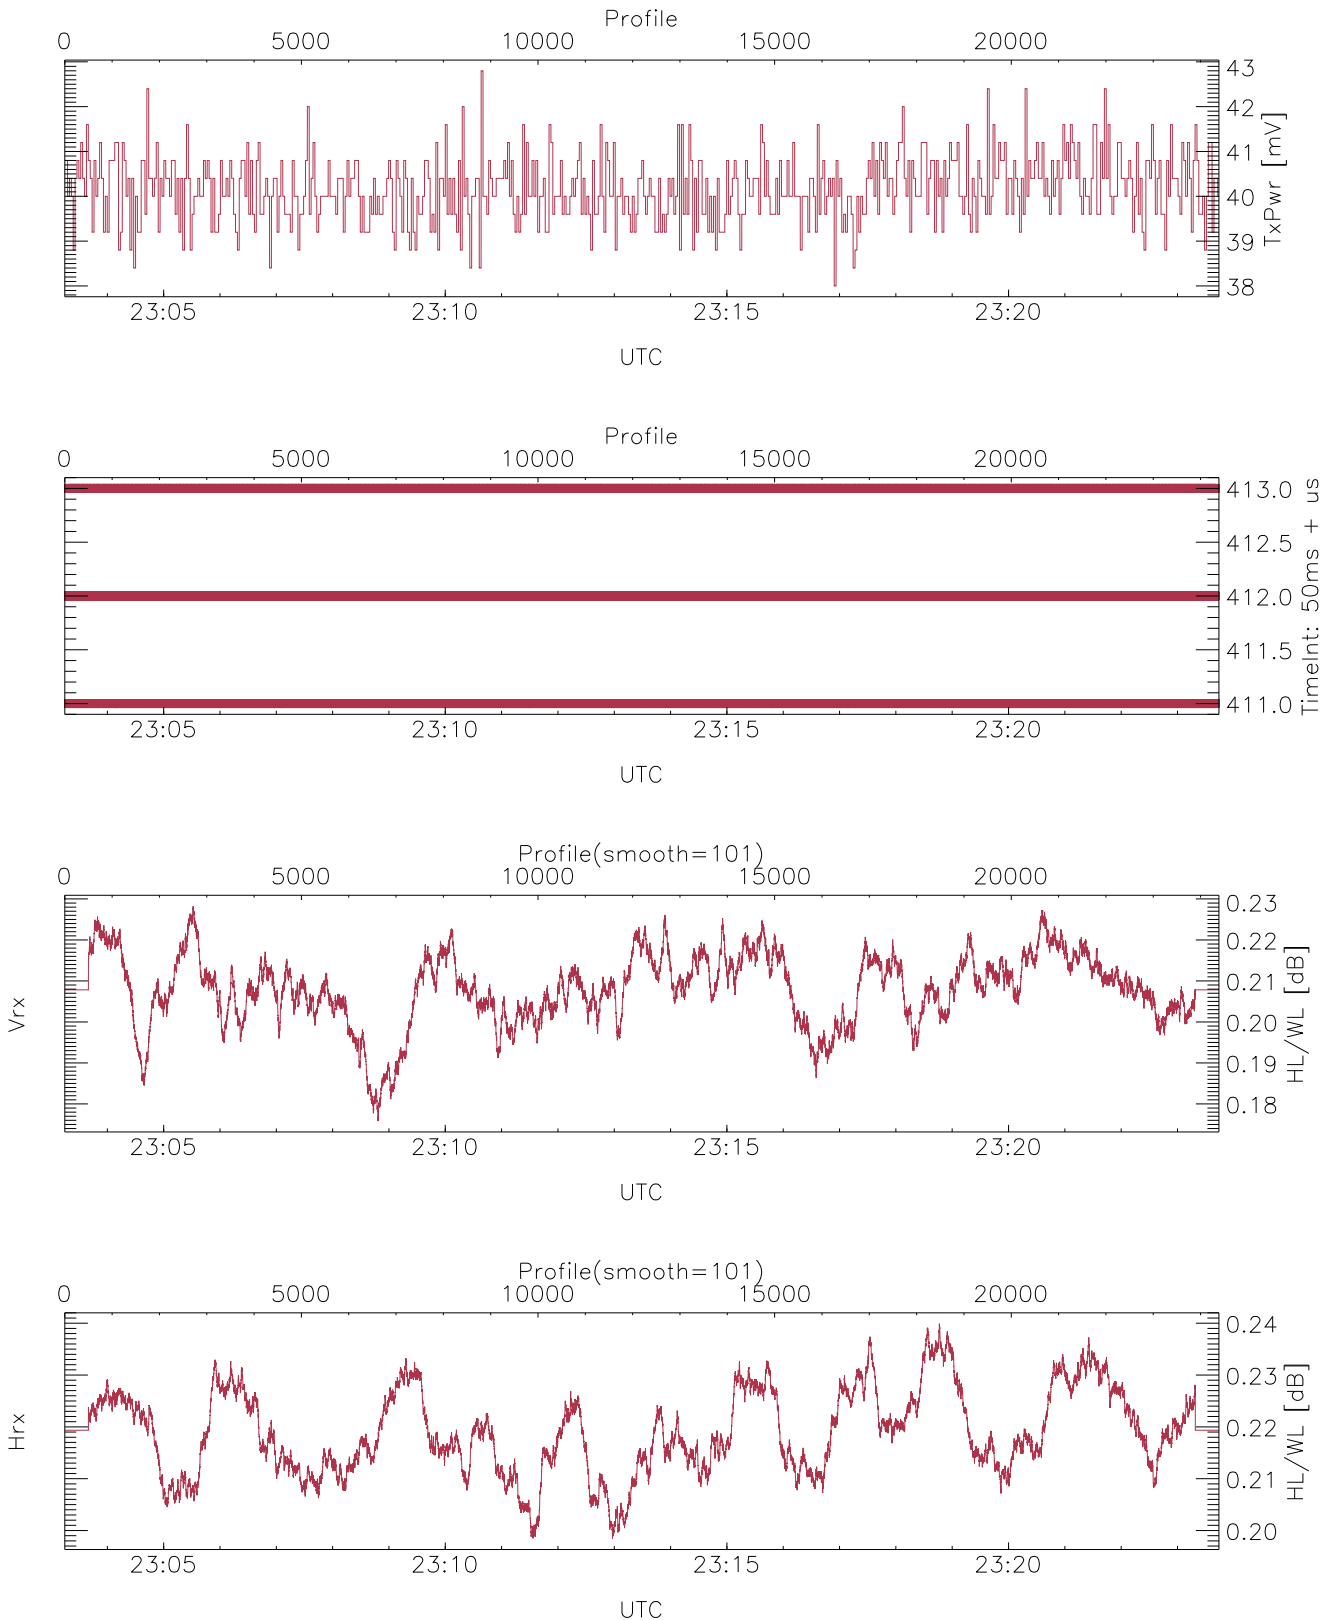 Profile
0 5000 10000 15000 20000
43
42
41
40
39
38
TxPwr [mV]
23:05 23:10 23:15 23:20
UTC
Profile
0 5000 10000 15000 20000
413.0
412.5
412.0
411.5
411.0
TimeInt: 50ms + us
23:05 23:10 23:15 23:20
UTC
Profile(smooth=101)
0 5000 10000 15000 20000
Vrx
0.23
0.22
0.21
0.20
0.19
0.18
HL/WL [dB]
23:05 23:10 23:15 23:20
UTC
Profile(smooth=101)
0 5000 10000 15000 20000
Hrx
0.24
0.23
0.22
0.21
0.20
HL/WL [dB]
23:05 23:10 23:15 23:20
UTC